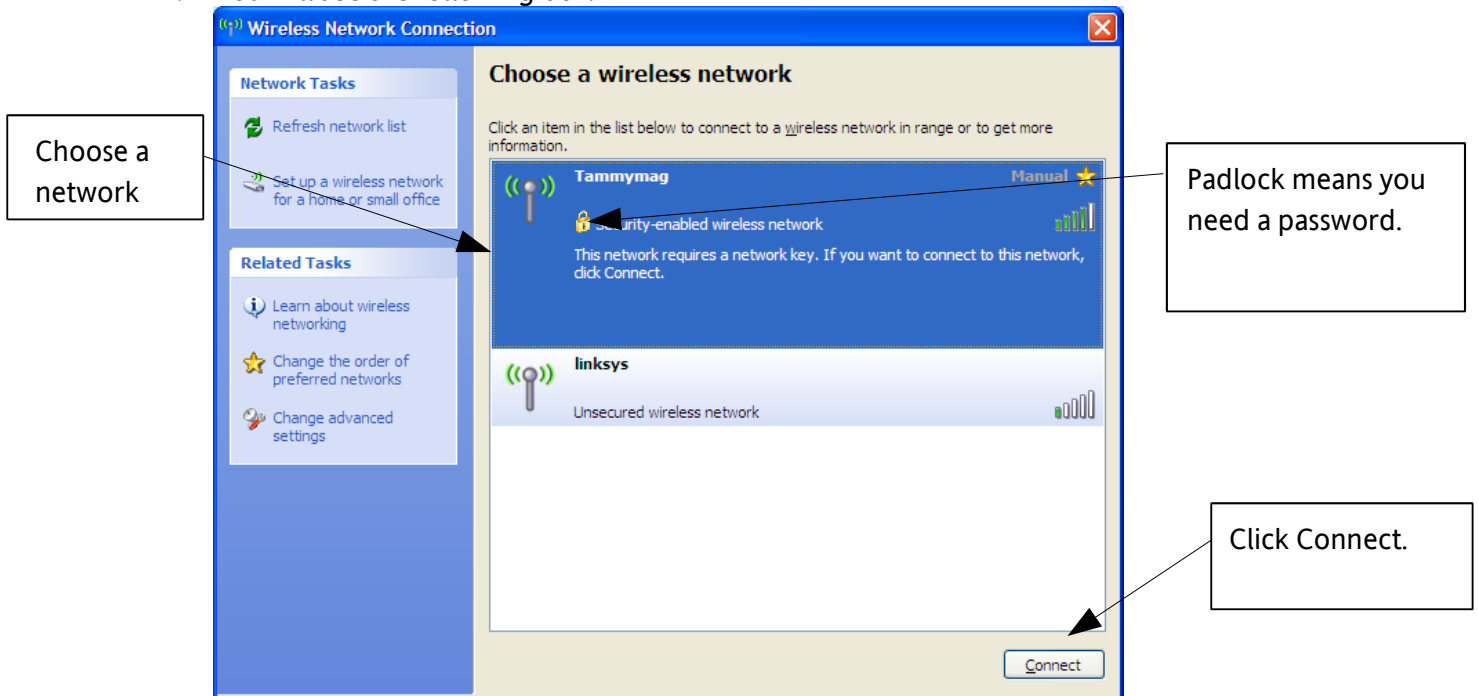 Wireless Network Connection
Network Tasks
Refresh network list
Set up a wireless network
for a home or small office
Related Tasks
Learn about wireless
networking
Change the order of
preferred networks
Change advanced
settings
Choose a wireless network
Click an item in the list below to connect to a wireless network in range or to get more
information.
Tammymag
Manual
Security-enabled wireless network
This network requires a network key. If you want to connect to this network,
click Connect.
linksys
Unsecured wireless network
Connect
Choose a
network
Padlock means you
need a password.
Click Connect.